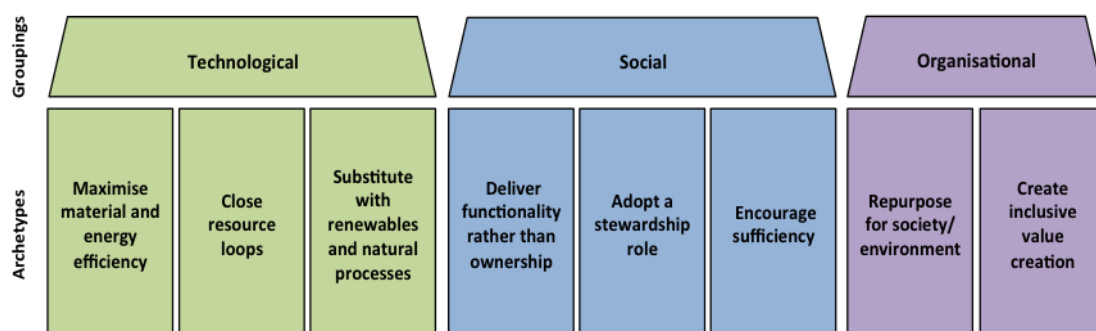 Groupings
Technological
Social
Organisational
Archetypes
Maximise
material and
energy
efficiency
Close
resource
loops
Substitute
with
renewables
and natural
processes
Deliver
functionality
rather than
ownership
Adopt a
stewardship
role
Encourage
sufficiency
Repurpose
for society/
environment
Create
inclusive
value
creation